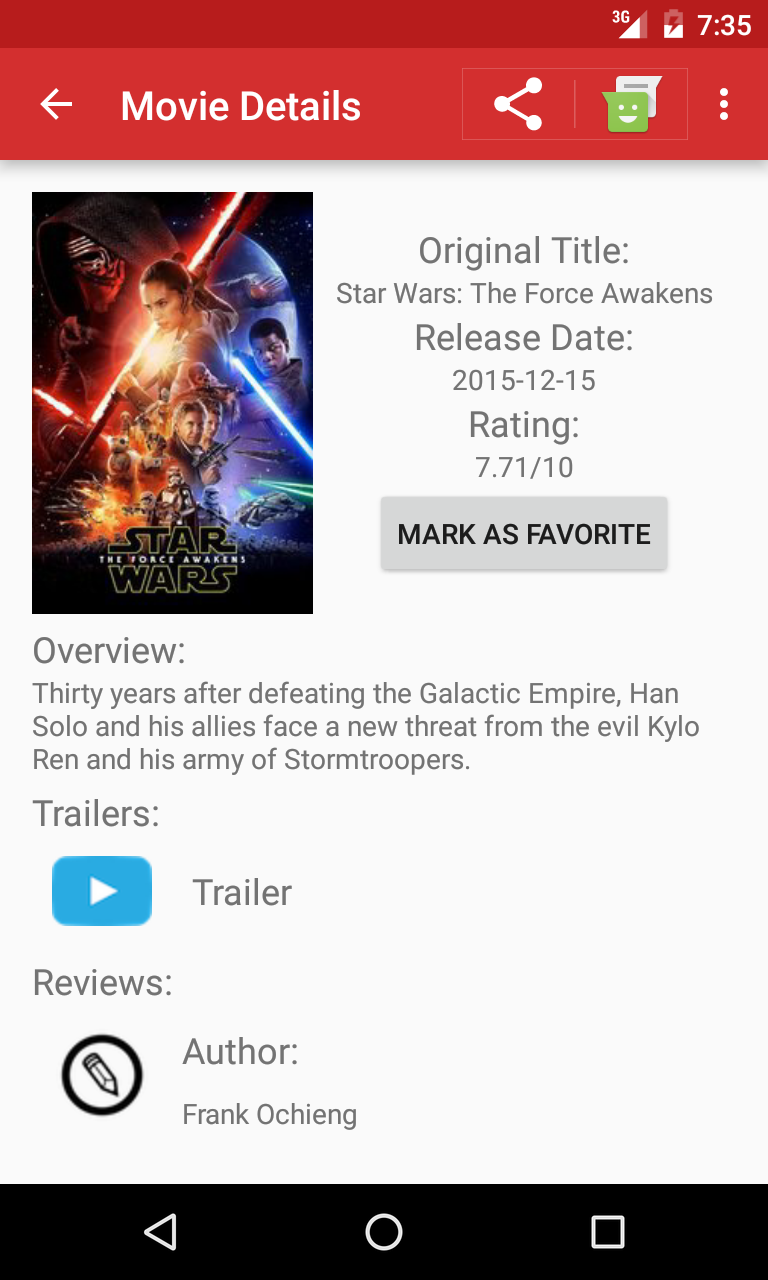 3G 7:35
Movie Details
STAR
THE FORCE AWAKENS
WARS
Original Title:
Star Wars: The Force Awakens
Release Date:
2015-12-15
Rating:
7.71/10
MARK AS FAVORITE
Overview:
Thirty years after defeating the Galactic Empire, Han
Solo and his allies face a new threat from the evil Kylo
Ren and his army of Stormtroopers.
Trailers:
Trailer
Reviews:
Author:
Frank Ochieng